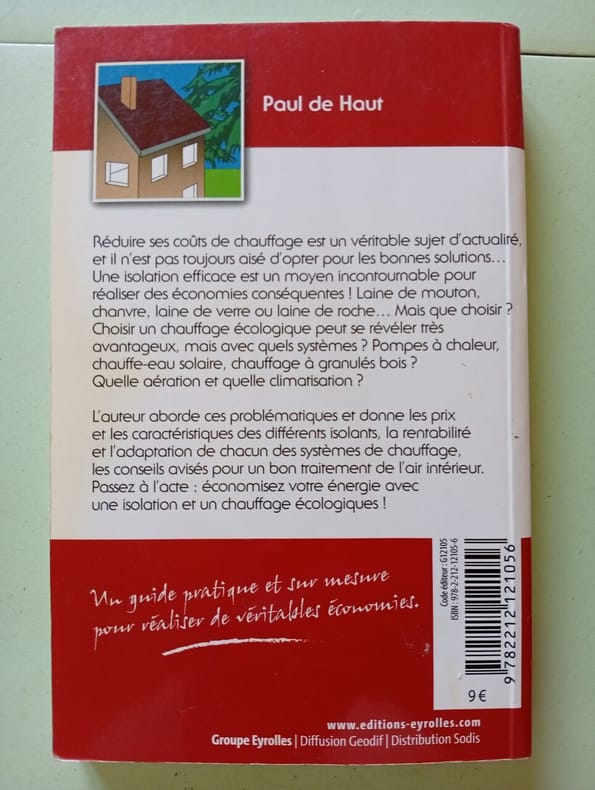 Paul de Haut
Réduire ses coûts de chauffage est un véritable sujet d'actualité,
et il n'est pas toujours aisé d'opter pour les bonnes solutions...
Une isolation efficace est un moyen incontournable pour
réaliser des économies conséquentes ! Laine de mouton,
chanvre, laine de verre ou laine de roche... Mais que choisir ?
Choisir un chauffage écologique peut se révéler très
avantageux, mais avec quels systèmes ? Pompes à chaleur,
chauffe-eau solaire, chauffage à granulés bois ?
Quelle aération et quelle climatisation ?
L'auteur aborde ces problématiques et donne les prix
et les caractéristiques des différents isolants, la rentabilité
et l'adaptation de chacun des systèmes de chauffage,
les conseils avisés pour un bon traitement de l'air intérieur.
Passez à l'acte : économisez votre énergie avec
une isolation et un chauffage écologiques !
Un guide pratique et sur mesure
pour réaliser de véritables économies.
Code éditeur : G12105
ISBN : 978-2-212-12105-6
9 782212 121056
9 €
www.editions-eyrolles.com
Groupe Eyrolles | Diffusion Geodif | Distribution Sodis